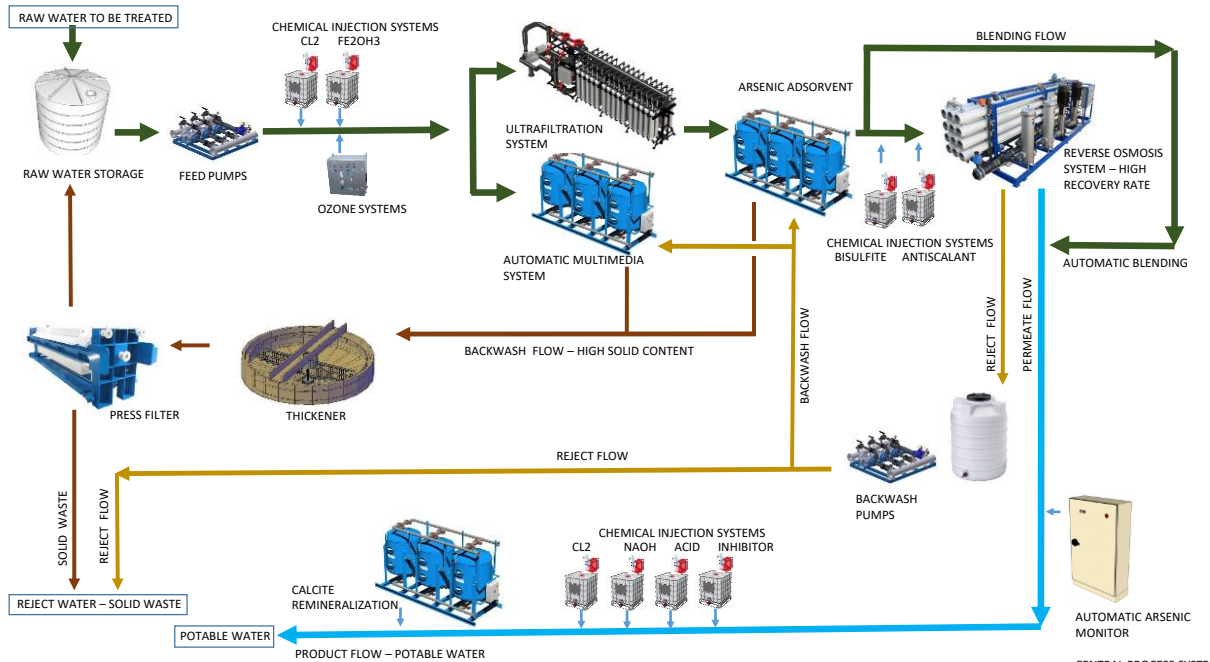 RAW WATER TO BE TREATED
CHEMICAL INJECTION SYSTEMS
CL2 FE2OH3
BLENDING FLOW
ARSENIC ADSORVENT
ULTRAFILTRATION
SYSTEM
REVERSE OSMOSIS
SYSTEM – HIGH
RECOVERY RATE
RAW WATER STORAGE
FEED PUMPS
OZONE SYSTEMS
CHEMICAL INJECTION SYSTEMS
BISULFITE ANTISCALANT
AUTOMATIC MULTIMEDIA
SYSTEM
AUTOMATIC BLENDING
BACKWASH FLOW – HIGH SOLID CONTENT
BACKWASH FLOW
REJECT FLOW
PERMEATE FLOW
PRESS FILTER
THICKENER
REJECT FLOW
BACKWASH
PUMPS
SOLID WASTE
REJECT FLOW
CHEMICAL INJECTION SYSTEMS
CL2 NAOH ACID INHIBITOR
CALCITE
REMINERALIZATION
REJECT WATER – SOLID WASTE
AUTOMATIC ARSENIC
MONITOR
POTABLE WATER
PRODUCT FLOW – POTABLE WATER